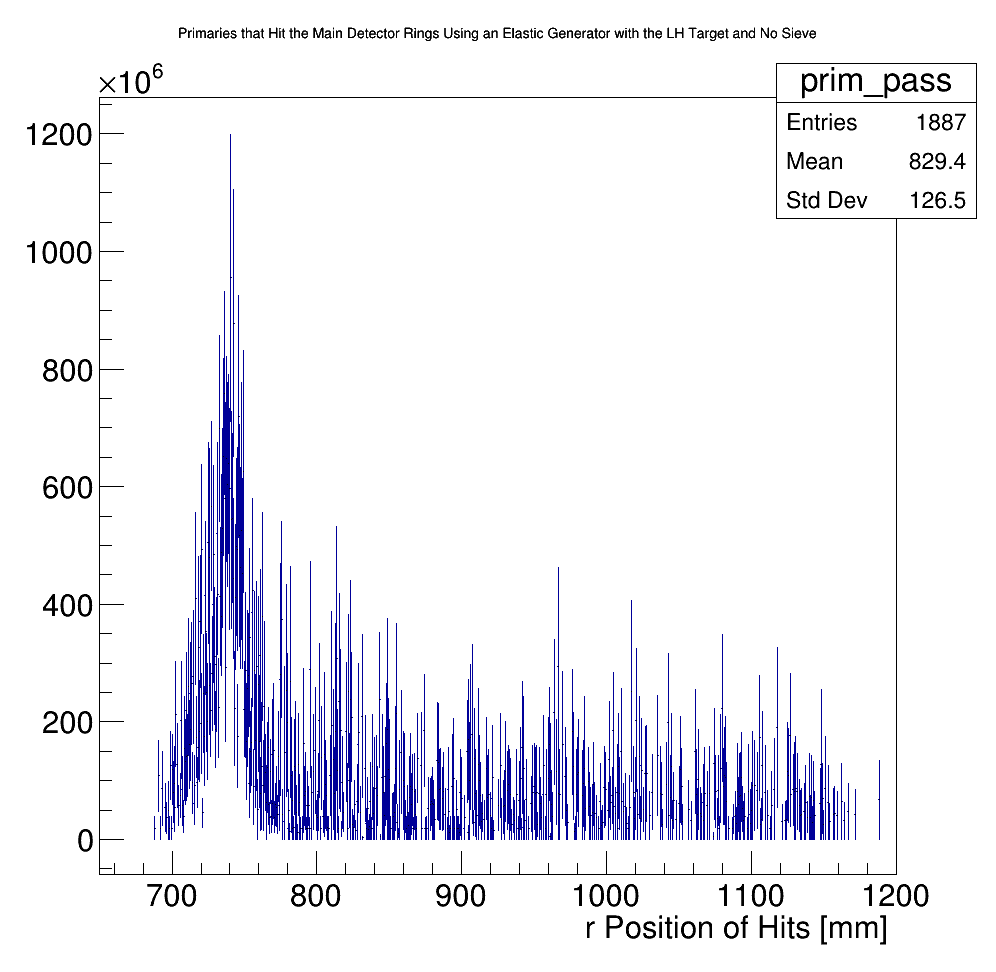 Primaries that Hit the Main Detector Rings Using an Elastic Generator with the LH Target and No Sieve
×10⁶
prim_pass
Entries 1887
Mean 829.4
Std Dev 126.5
1200
1000
800
600
400
200
0
700 800 900 1000 1100 1200
r Position of Hits [mm]